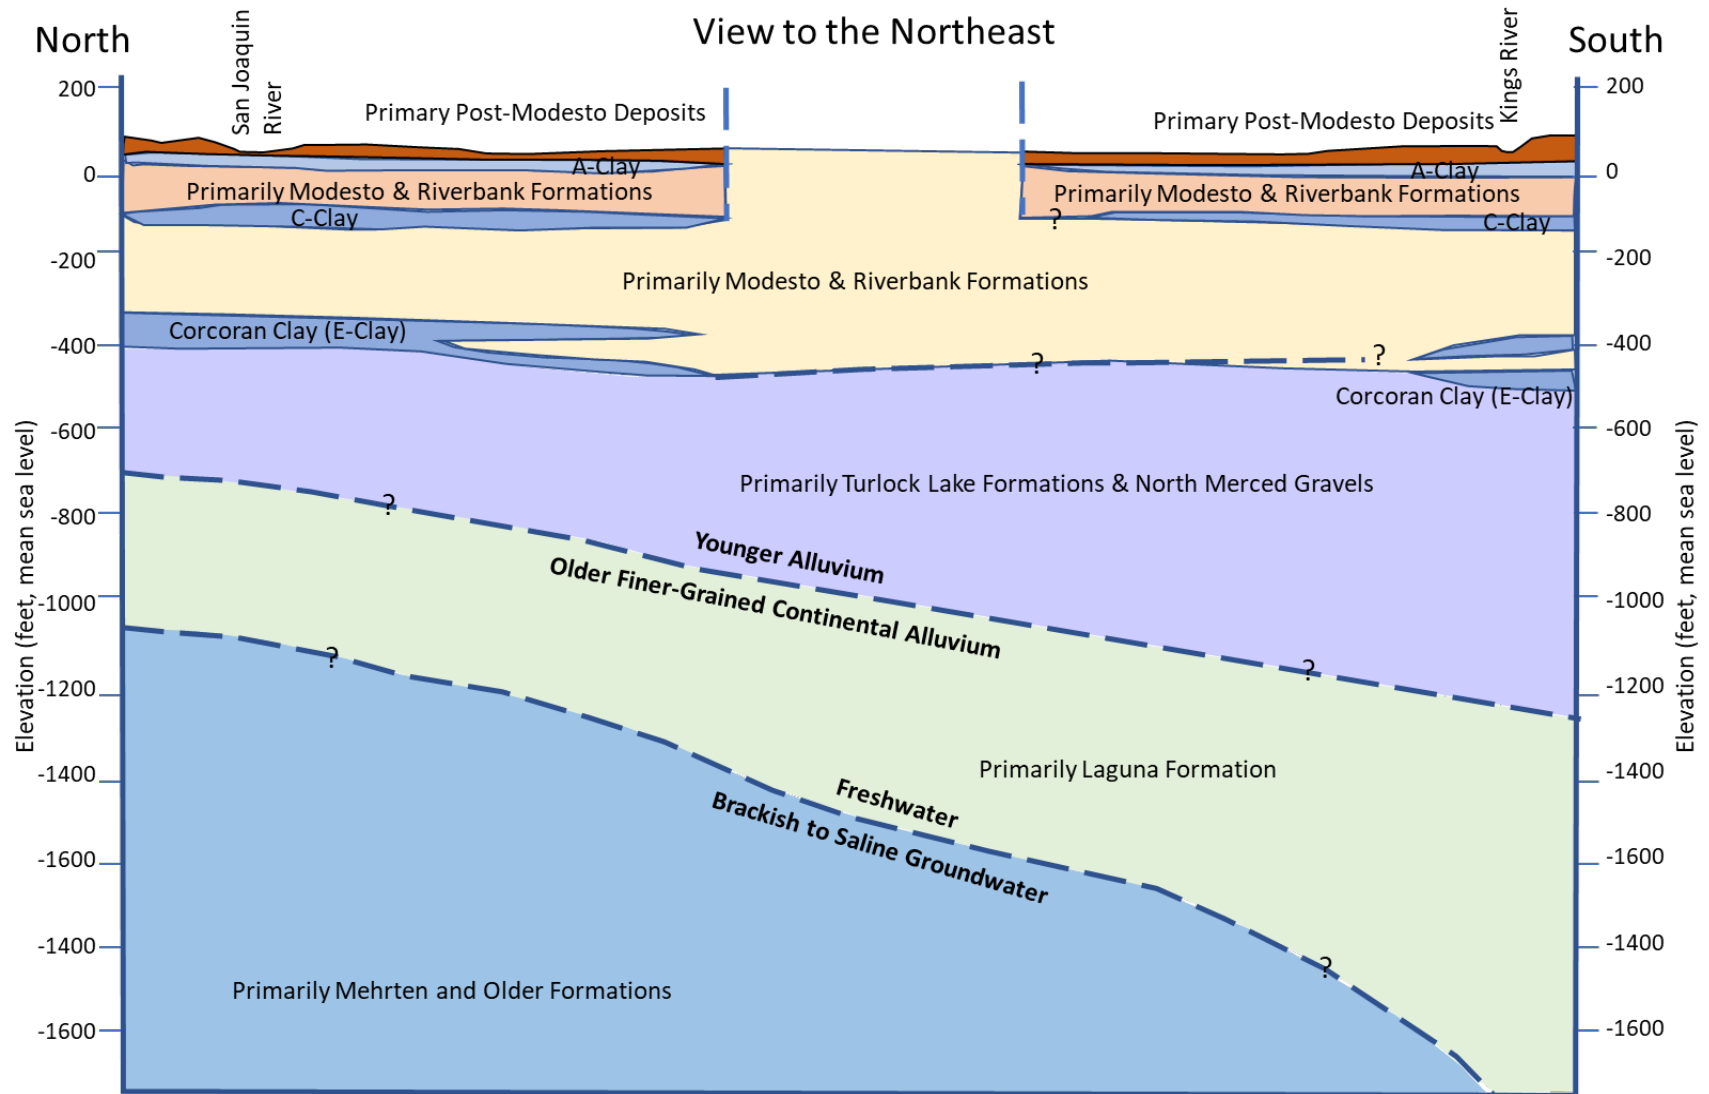 View to the Northeast
North
South
San Joaquin
River
Kings River
Primary Post-Modesto Deposits
Primary Post-Modesto Deposits
200
0
-200
-400
-600
-800
-1000
-1200
-1400
-1600
-1400
-1600
200
0
-200
-400
-600
-800
-1000
-1200
-1400
-1600
-1400
-1600
Elevation (feet, mean sea level)
Elevation (feet, mean sea level)
A-Clay
A-Clay
Primarily Modesto & Riverbank Formations
Primarily Modesto & Riverbank Formations
C-Clay
?
C-Clay
Primarily Modesto & Riverbank Formations
Corcoran Clay (E-Clay)
?
?
Corcoran Clay (E-Clay)
Primarily Turlock Lake Formations & North Merced Gravels
?
Younger Alluvium
Older Finer-Grained Continental Alluvium
?
?
Primarily Laguna Formation
Freshwater
Brackish to Saline Groundwater
?
Primarily Mehrten and Older Formations